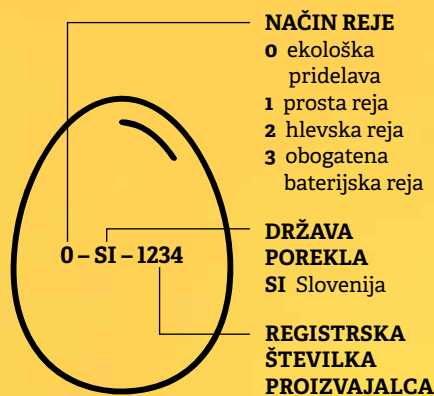 NAČIN REJE
0 ekološka
pridelava
1 prosta reja
2 hlevska reja
3 obogatena
baterijska reja
0 – SI – 1234
DRŽAVA
POREKLA
SI Slovenija
REGISTRSKA
ŠTEVILKA
PROIZVAJALCA